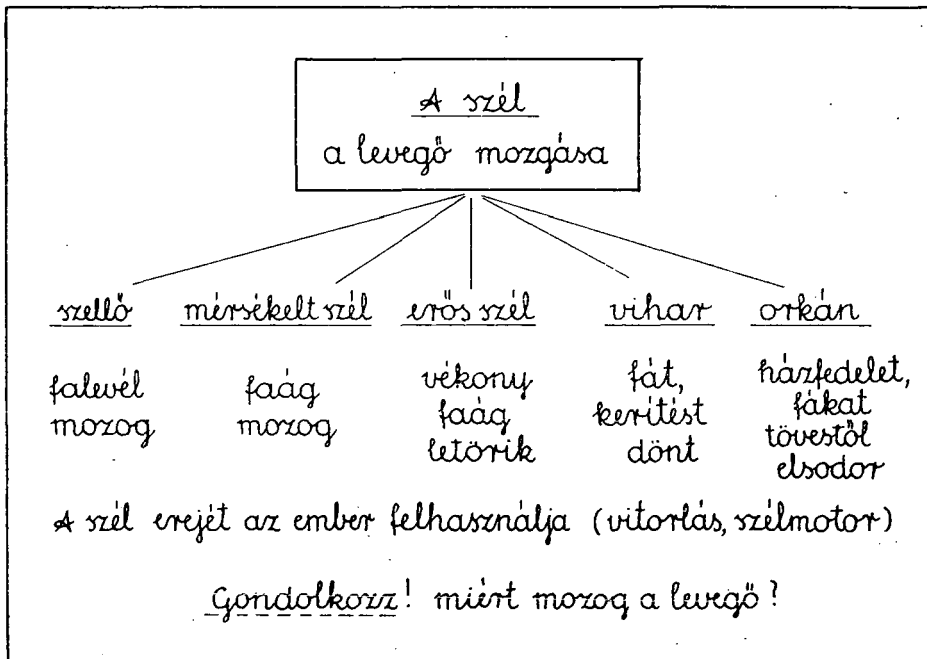 A szél
a levegő mozgása
szellő mérsékelt szél erős szél vihar orkán
falevél
mozog
faág
mozog
vékony
faág
letörik
fát,
kerítést
dönt
házfedelet,
fákat
tövestől
elsodor
A szél erejét az ember felhasználja (vitorlás, szélmotor)
Gondolkozz! miért mozog a levegő?